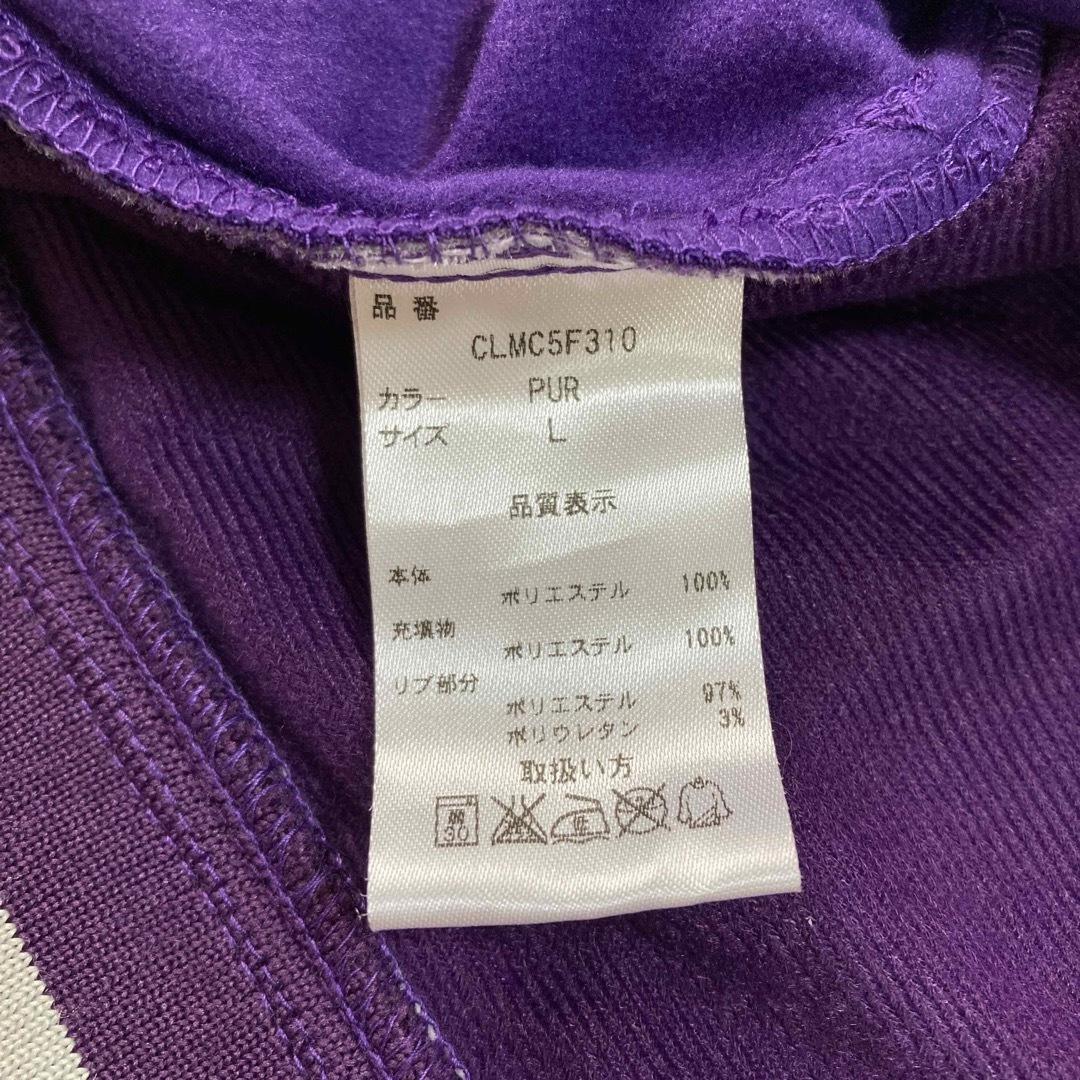 品番
CLMC5F310
カラー PUR
サイズ L
品質表示
本体
ポリエステル 100%
充填物
ポリエステル 100%
リブ部分
ポリエステル 97%
ポリウレタン 3%
取扱い方
30 低